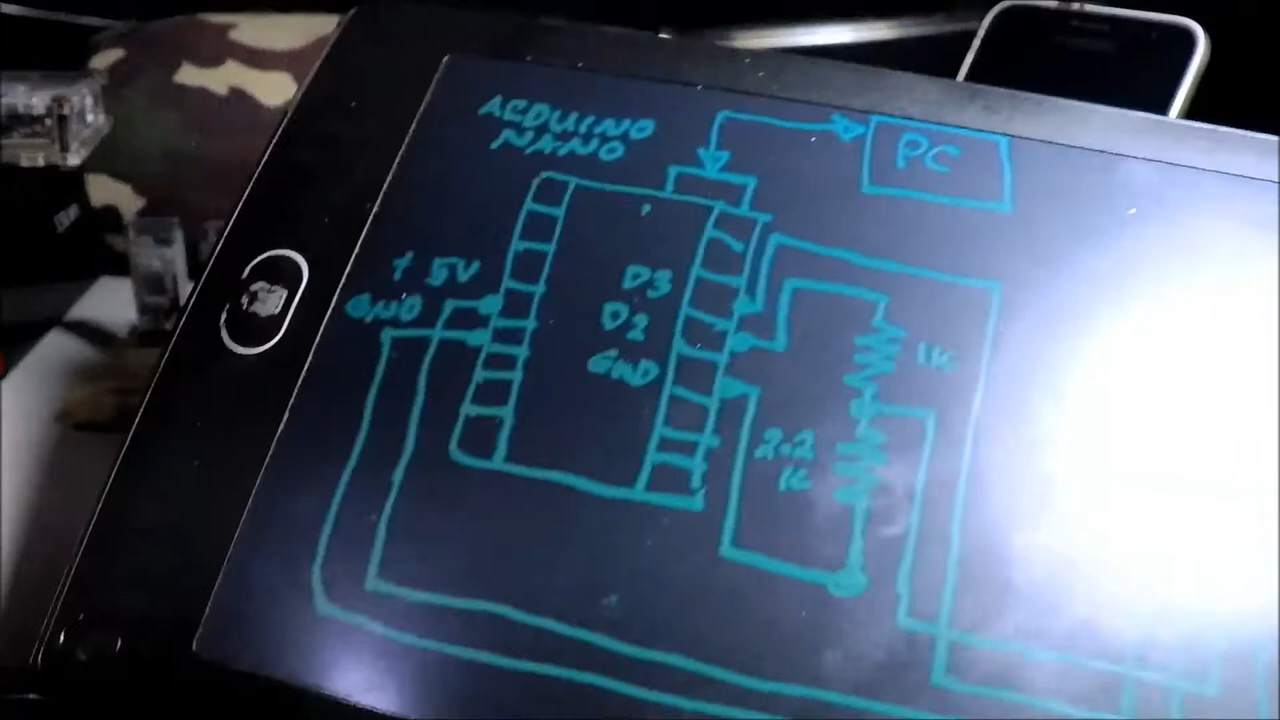 ARDUINO
NANO
PC
+ 5V
GND
D3
D2
GND
1K
2.2
K